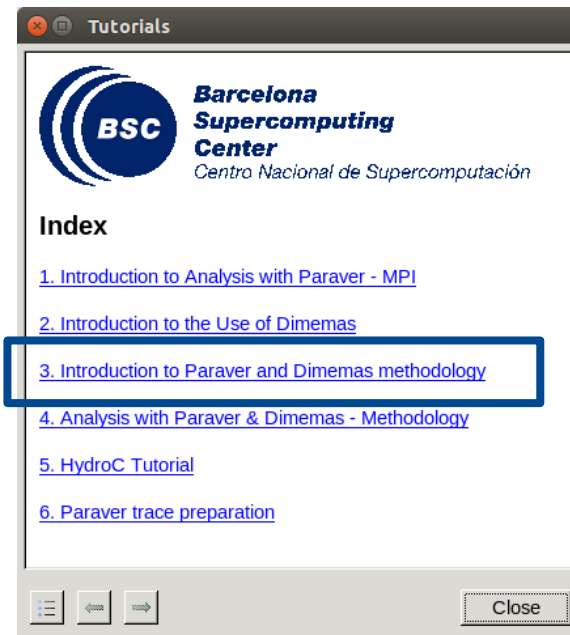 Tutorials
BSC
Barcelona
Supercomputing
Center
Centro Nacional de Supercomputación
Index
1. Introduction to Analysis with Paraver - MPI
2. Introduction to the Use of Dimemas
3. Introduction to Paraver and Dimemas methodology
4. Analysis with Paraver & Dimemas - Methodology
5. HydroC Tutorial
6. Paraver trace preparation
Close